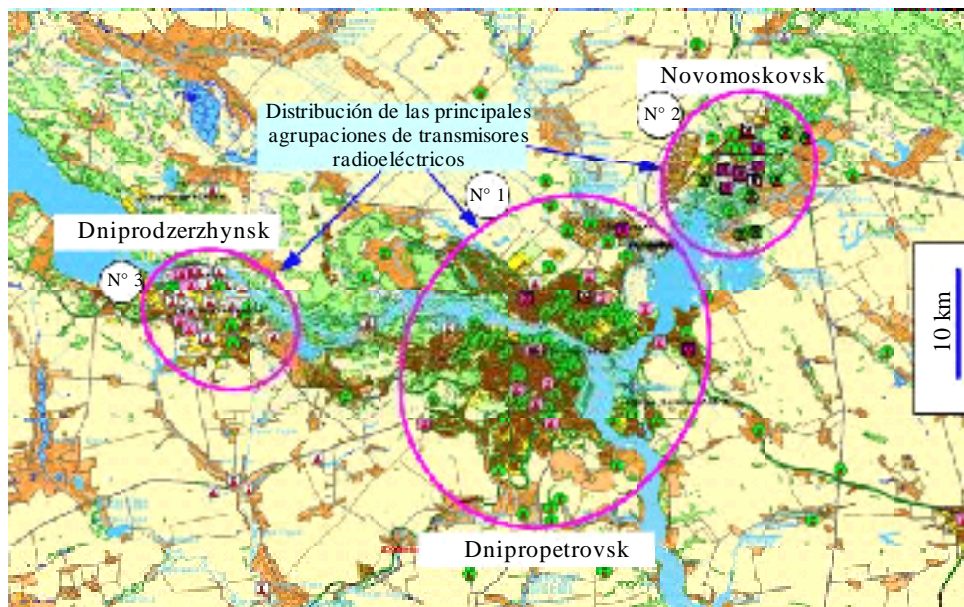 Novomoskovsk
N° 2
Distribución de las principales
agrupaciones de transmisores
radioeléctricos
N° 1
Dniprodzerzhynsk
N° 3
10 km
Dnipropetrovsk